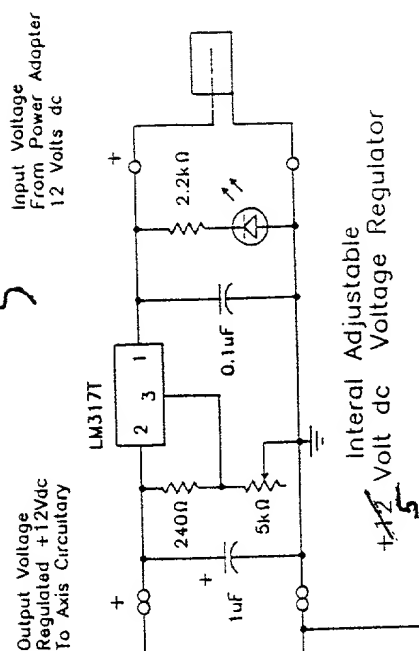 Input Voltage
From Power Adapter
12 Volts dc
+
2.2kΩ
0.1uF
LM317T
1
2
3
240Ω
5kΩ
+
1uF
+
Output Voltage
Regulated +12Vdc
To Axis Circuitary
Interal Adjustable
+12 Volt dc Voltage Regulator
5